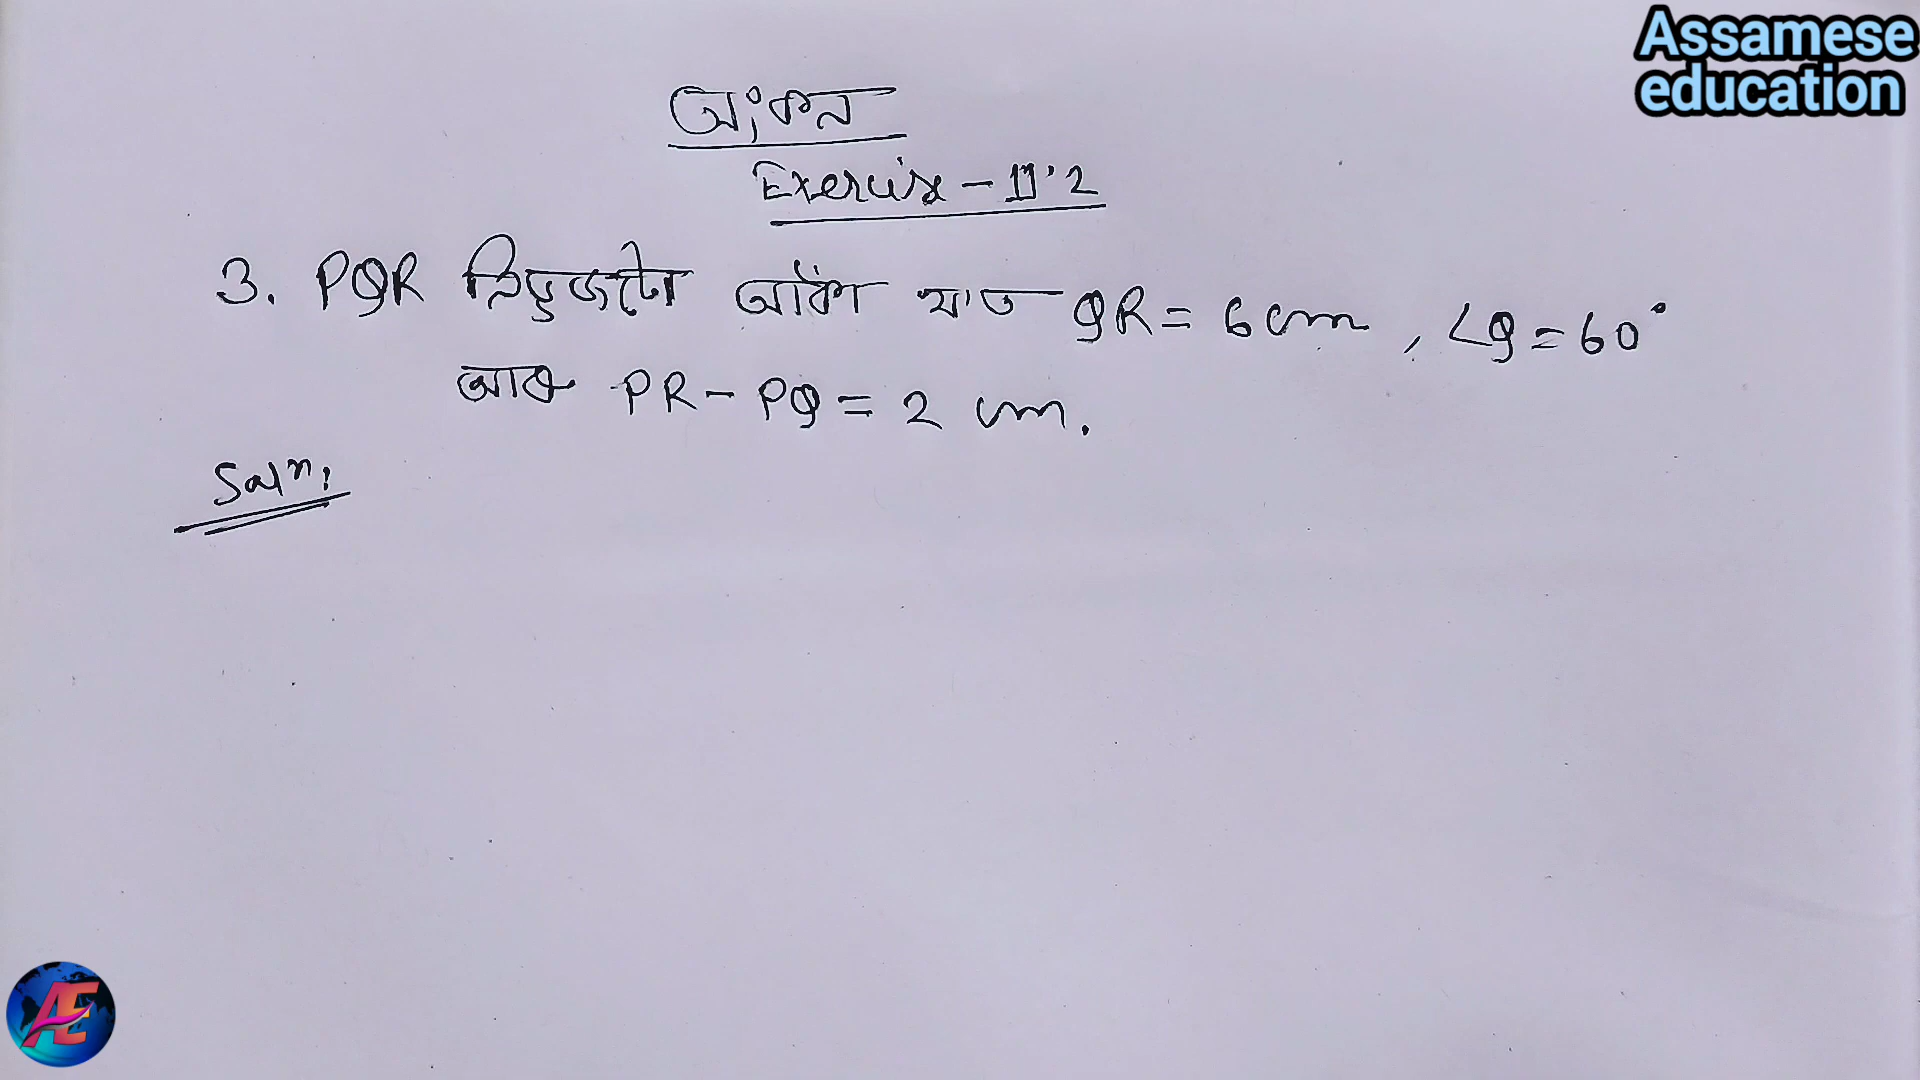 Assamese
education
অংকন
Exercise - 11.2
3. PQR ত্ৰিভুজটো আঁকা য'ত QR = 6 cm, ∠Q = 60°
আৰু PR - PQ = 2 cm.
Solⁿ:
AE